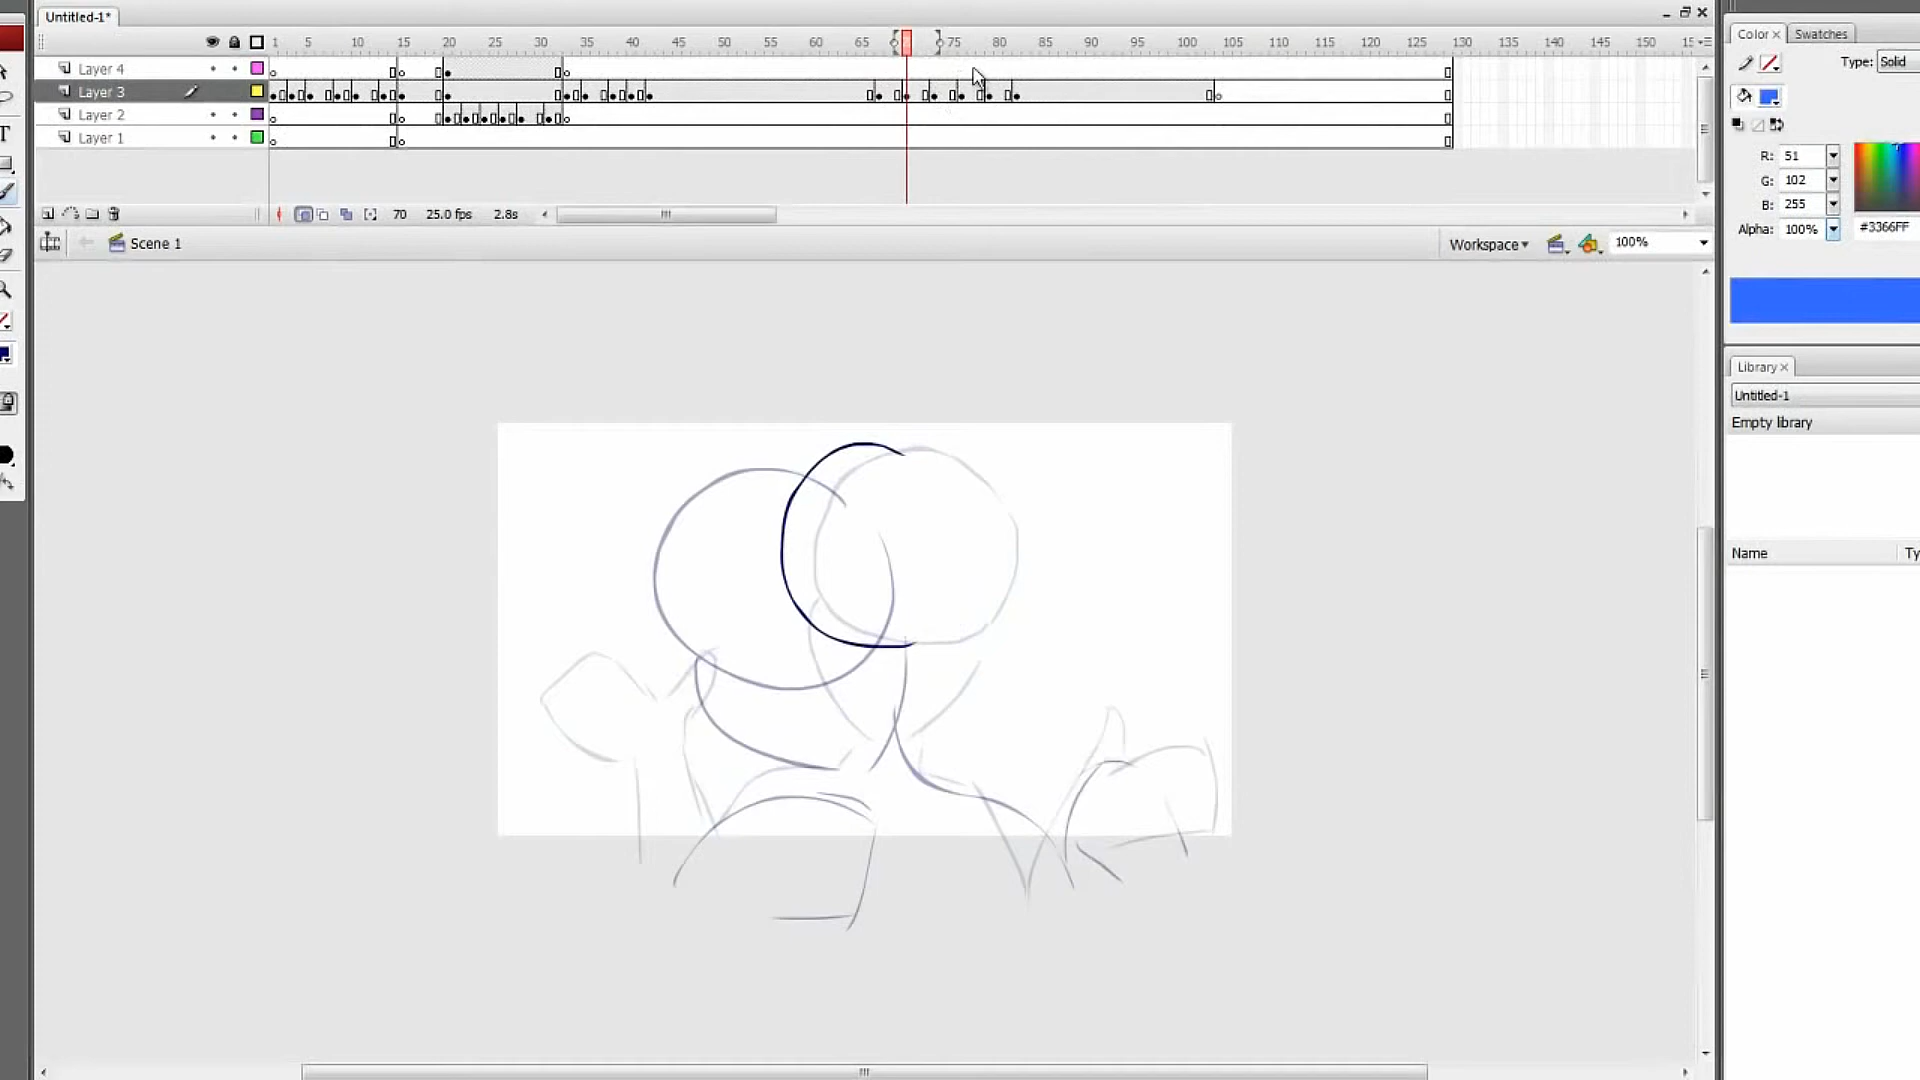 Untitled-1*
1 5 10 15 20 25 30 35 40 45 50 55 60 65 75 80 85 90 95 100 105 110 115 120 125 130 135 140 145 150 15
Layer 4
Layer 3
Layer 2
Layer 1
70 25.0 fps 2.8s
Scene 1
Workspace
100%
Color × Swatches
Type: Solid
R: 51
G: 102
B: 255
Alpha: 100% #3366FF
Library ×
Untitled-1
Empty library
Name Ty
T